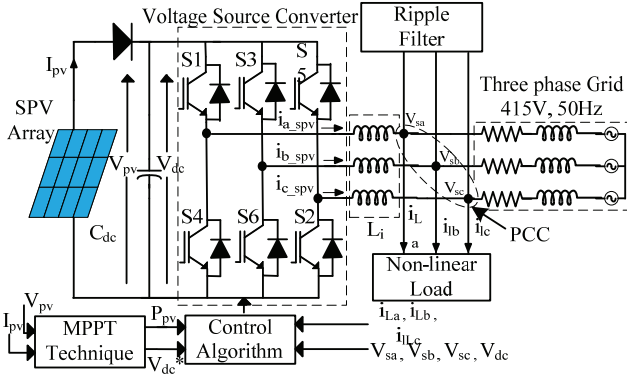 Voltage Source Converter
Ripple
Filter
Ipv
S1
S3
S
5
Three phase Grid
415V, 50Hz
SPV
Array
ia_spv
Vsa
Vpv
Vdc
ib_spv
Vsb
ic_spv
Vsc
Cdc
S4
S6
S2
Li
iL
a
ilb
ilc
PCC
Non-linear
Load
Vpv
Ipv
MPPT
Technique
Ppv
Vdc*
Control
Algorithm
iLa, iLb,
ilLc
Vsa, Vsb, Vsc, Vdc